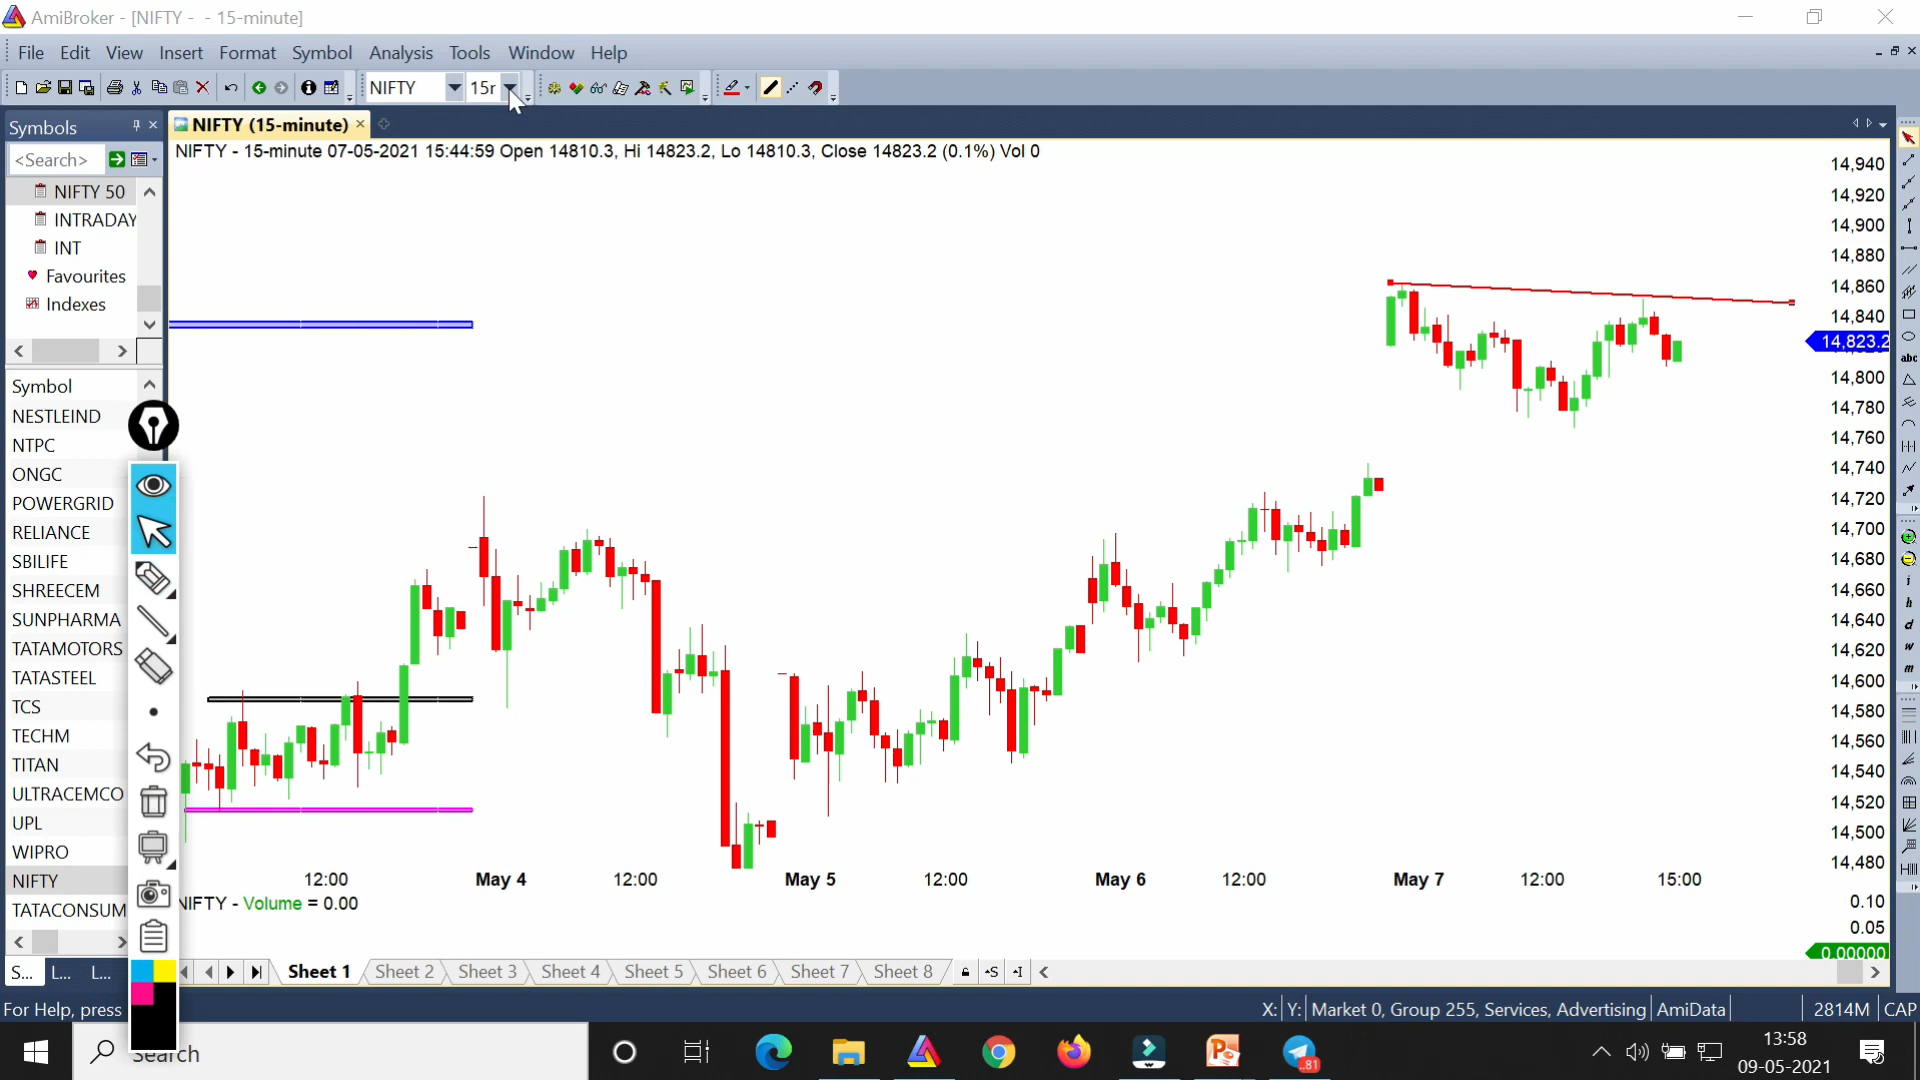 AmiBroker - [NIFTY -  - 15-minute]
File Edit View Insert Format Symbol Analysis Tools Window Help
NIFTY 15r
Symbols
NIFTY (15-minute)
<Search>
NIFTY - 15-minute 07-05-2021 15:44:59 Open 14810.3, Hi 14823.2, Lo 14810.3, Close 14823.2 (0.1%) Vol 0
NIFTY 50
INTRADAY
INT
Favourites
Indexes
Symbol
NESTLEIND
NTPC
ONGC
POWERGRID
RELIANCE
SBILIFE
SHREECEM
SUNPHARMA
TATAMOTORS
TATASTEEL
TCS
TECHM
TITAN
ULTRACEMCO
UPL
WIPRO
NIFTY
TATACONSUM
14,940
14,920
14,900
14,880
14,860
14,840
14,823.2
14,800
14,780
14,760
14,740
14,720
14,700
14,680
14,660
14,640
14,620
14,600
14,580
14,560
14,540
14,520
14,500
14,480
abc
i
h
d
w
m
12:00 May 4 12:00 May 5 12:00 May 6 12:00 May 7 12:00 15:00
NIFTY - Volume = 0.00
0.10
0.05
0.00000
S... L... L...
Sheet 1 Sheet 2 Sheet 3 Sheet 4 Sheet 5 Sheet 6 Sheet 7 Sheet 8
For Help, press
X: Y: Market 0, Group 255, Services, Advertising AmiData 2814M CAP
Search
..81
13:58
09-05-2021